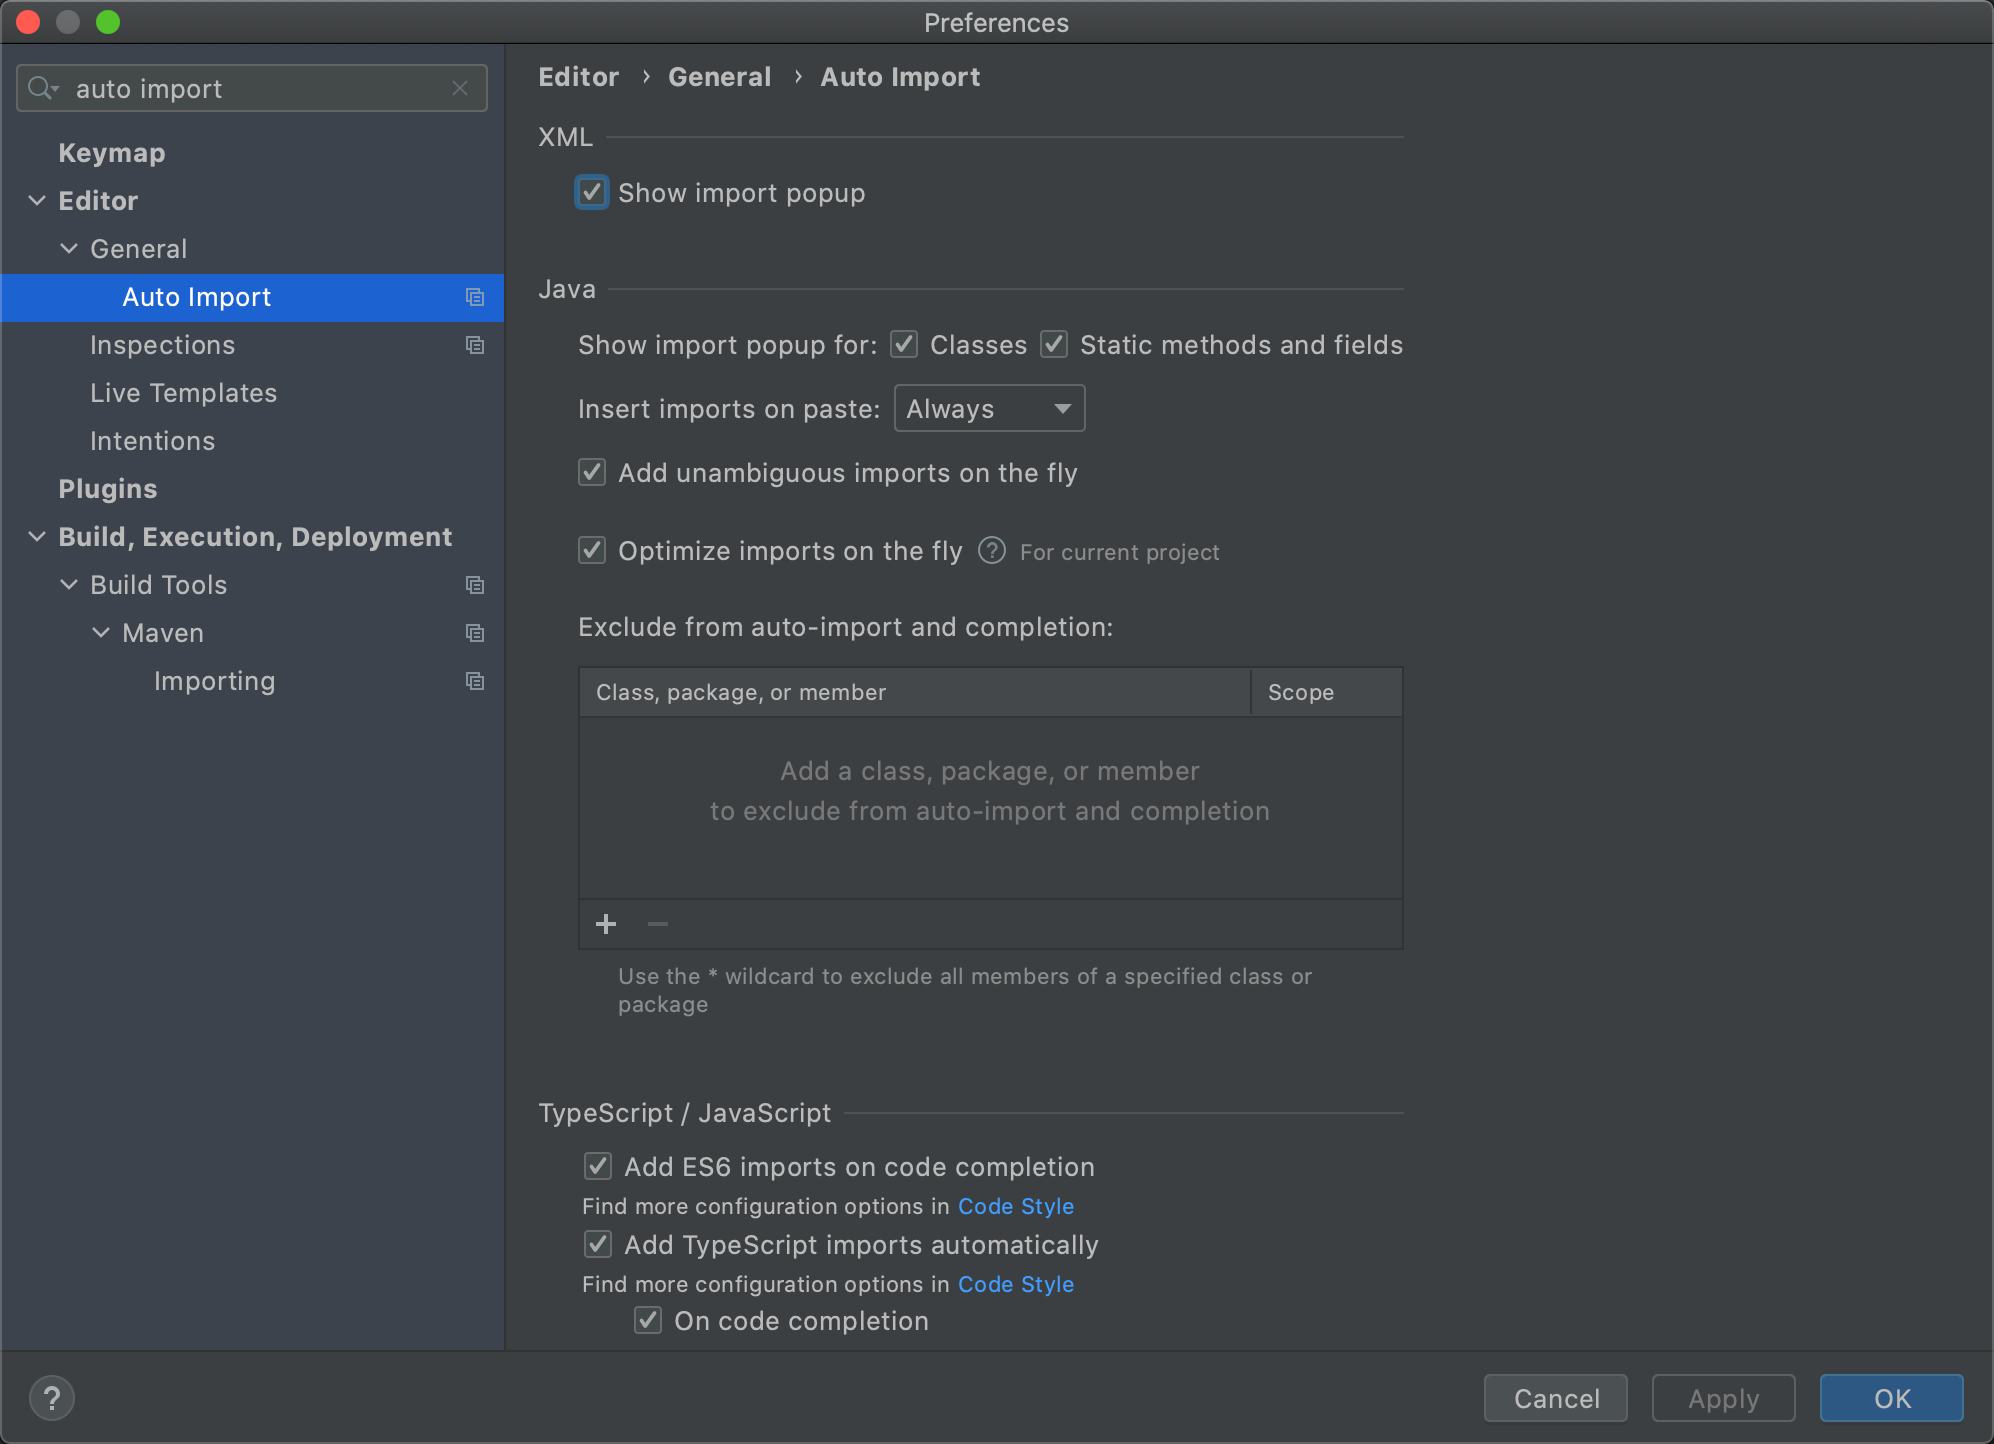 Preferences
auto import
Keymap
Editor
General
Auto Import
Inspections
Live Templates
Intentions
Plugins
Build, Execution, Deployment
Build Tools
Maven
Importing
Editor › General › Auto Import
XML
Show import popup
Java
Show import popup for: Classes Static methods and fields
Insert imports on paste: Always
Add unambiguous imports on the fly
Optimize imports on the fly ? For current project
Exclude from auto-import and completion:
Class, package, or member Scope
Add a class, package, or member
to exclude from auto-import and completion
Use the * wildcard to exclude all members of a specified class or
package
TypeScript / JavaScript
Add ES6 imports on code completion
Find more configuration options in Code Style
Add TypeScript imports automatically
Find more configuration options in Code Style
On code completion
? Cancel Apply OK